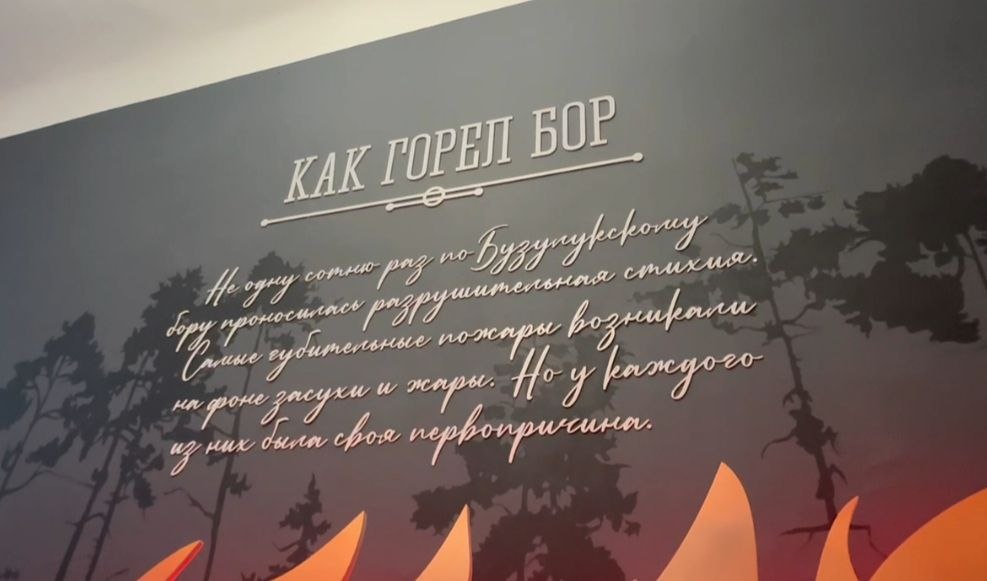 КАК ГОРЕЛ БОР
Не одну сотню раз по Бузулукскому
бору проносилась разрушительная стихия.
Самые губительные пожары возникали
на фоне засухи и жары. Но у каждого
из них была своя первопричина.